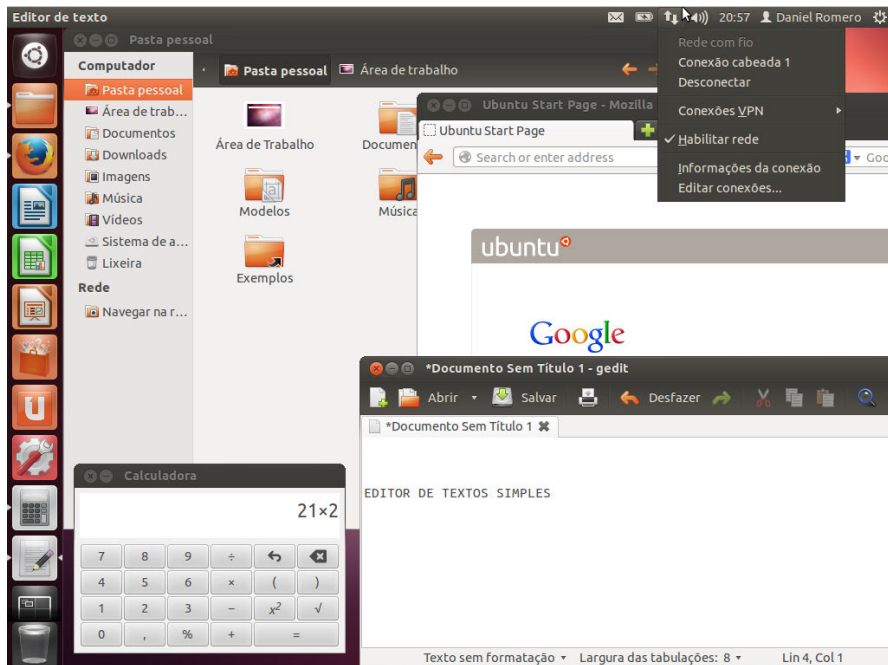 Editor de texto
20:57 Daniel Romero
Pasta pessoal
Computador
Pasta pessoal
Área de trab...
Documentos
Downloads
Imagens
Música
Vídeos
Sistema de a...
Lixeira
Rede
Navegar na r...
Pasta pessoal Área de trabalho
Área de Trabalho
Documen
Modelos
Música
Exemplos
Rede com fio
Conexão cabeada 1
Desconectar
Conexões VPN
Habilitar rede
Informações da conexão
Editar conexões...
Ubuntu Start Page - Mozilla
Ubuntu Start Page
Search or enter address
Goo
ubuntu
Google
*Documento Sem Título 1 - gedit
Abrir Salvar Desfazer
*Documento Sem Título 1
EDITOR DE TEXTOS SIMPLES
Texto sem formatação Largura das tabulações: 8 Lin 4, Col 1
Calculadora
21×2
7 8 9 ÷
4 5 6 × ( )
1 2 3 − x² √
0 , % + =